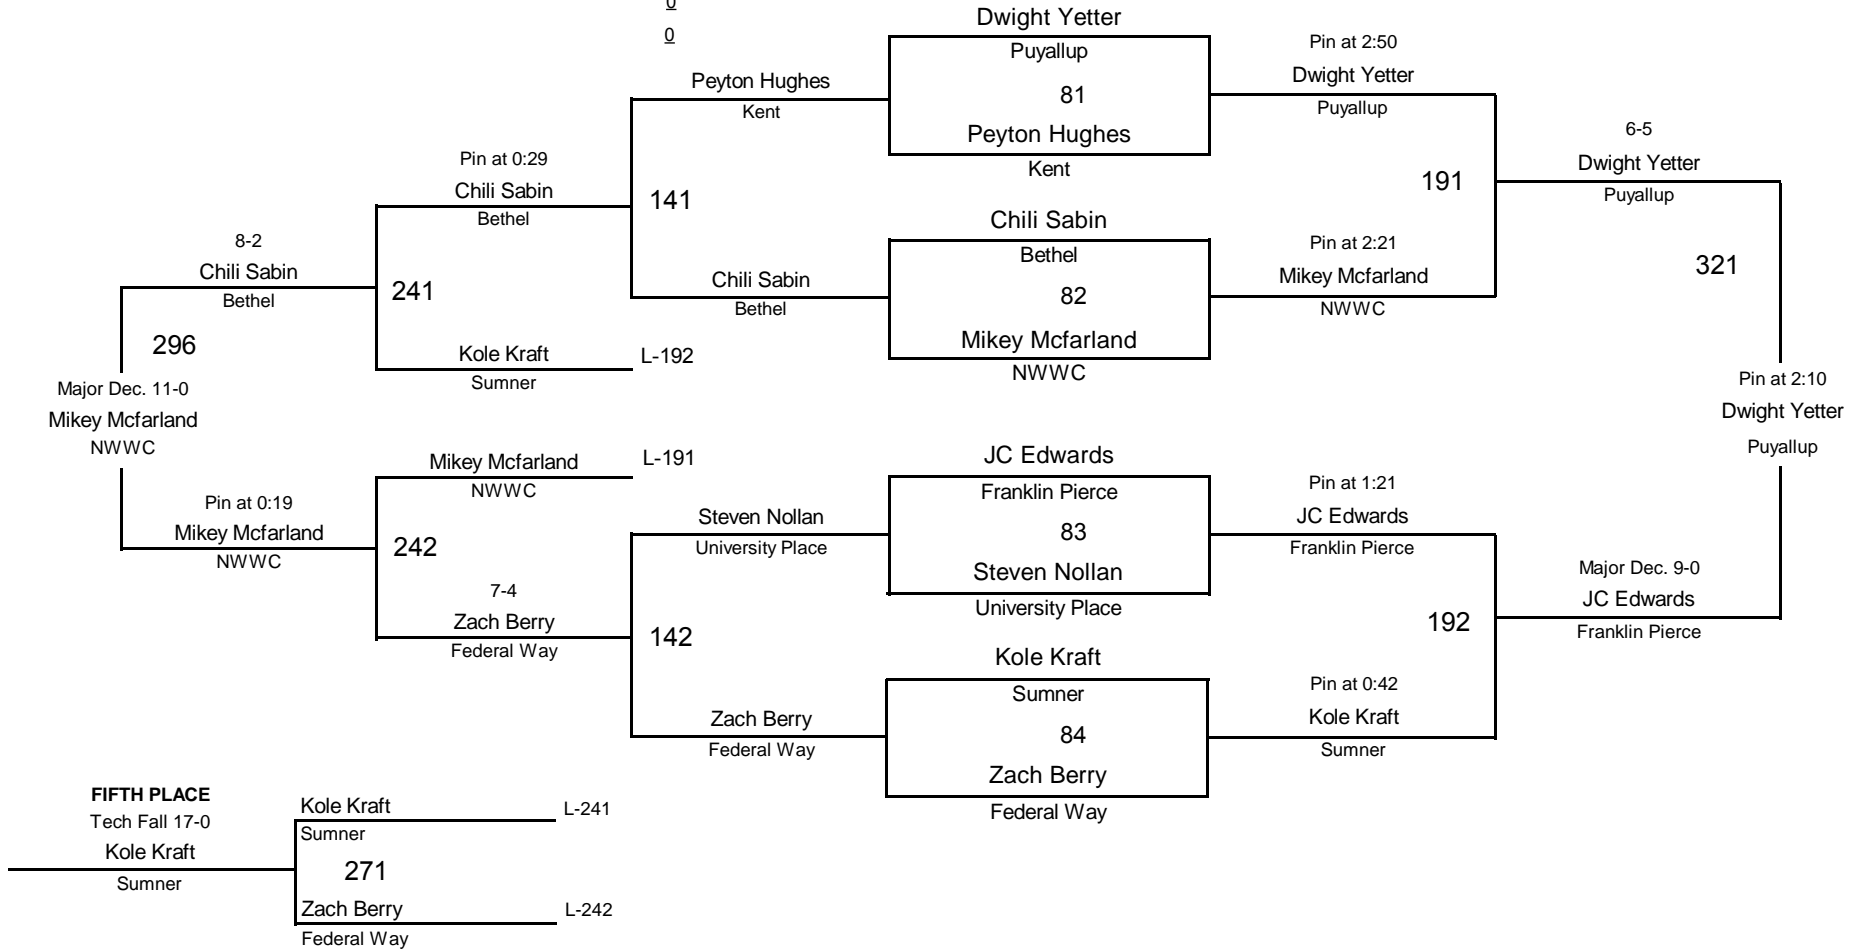 0
0
Dwight Yetter
Puyallup
81
Peyton Hughes
Kent
Peyton Hughes
Kent
Pin at 2:50
Dwight Yetter
Puyallup
6-5
Dwight Yetter
Puyallup
191
Pin at 0:29
Chili Sabin
Bethel
141
Chili Sabin
Bethel
82
Mikey Mcfarland
NWWC
Chili Sabin
Bethel
Pin at 2:21
Mikey Mcfarland
NWWC
321
8-2
Chili Sabin
Bethel
241
296
Kole Kraft
Sumner
L-192
Major Dec. 11-0
Mikey Mcfarland
NWWC
Pin at 2:10
Dwight Yetter
Puyallup
Mikey Mcfarland
NWWC
L-191
JC Edwards
Franklin Pierce
83
Steven Nollan
University Place
Steven Nollan
University Place
Pin at 1:21
JC Edwards
Franklin Pierce
Pin at 0:19
Mikey Mcfarland
NWWC
242
7-4
Zach Berry
Federal Way
142
Major Dec. 9-0
JC Edwards
Franklin Pierce
192
Kole Kraft
Sumner
84
Zach Berry
Federal Way
Zach Berry
Federal Way
Pin at 0:42
Kole Kraft
Sumner
FIFTH PLACE
Tech Fall 17-0
Kole Kraft
Sumner
Kole Kraft
Sumner
L-241
271
Zach Berry
Federal Way
L-242